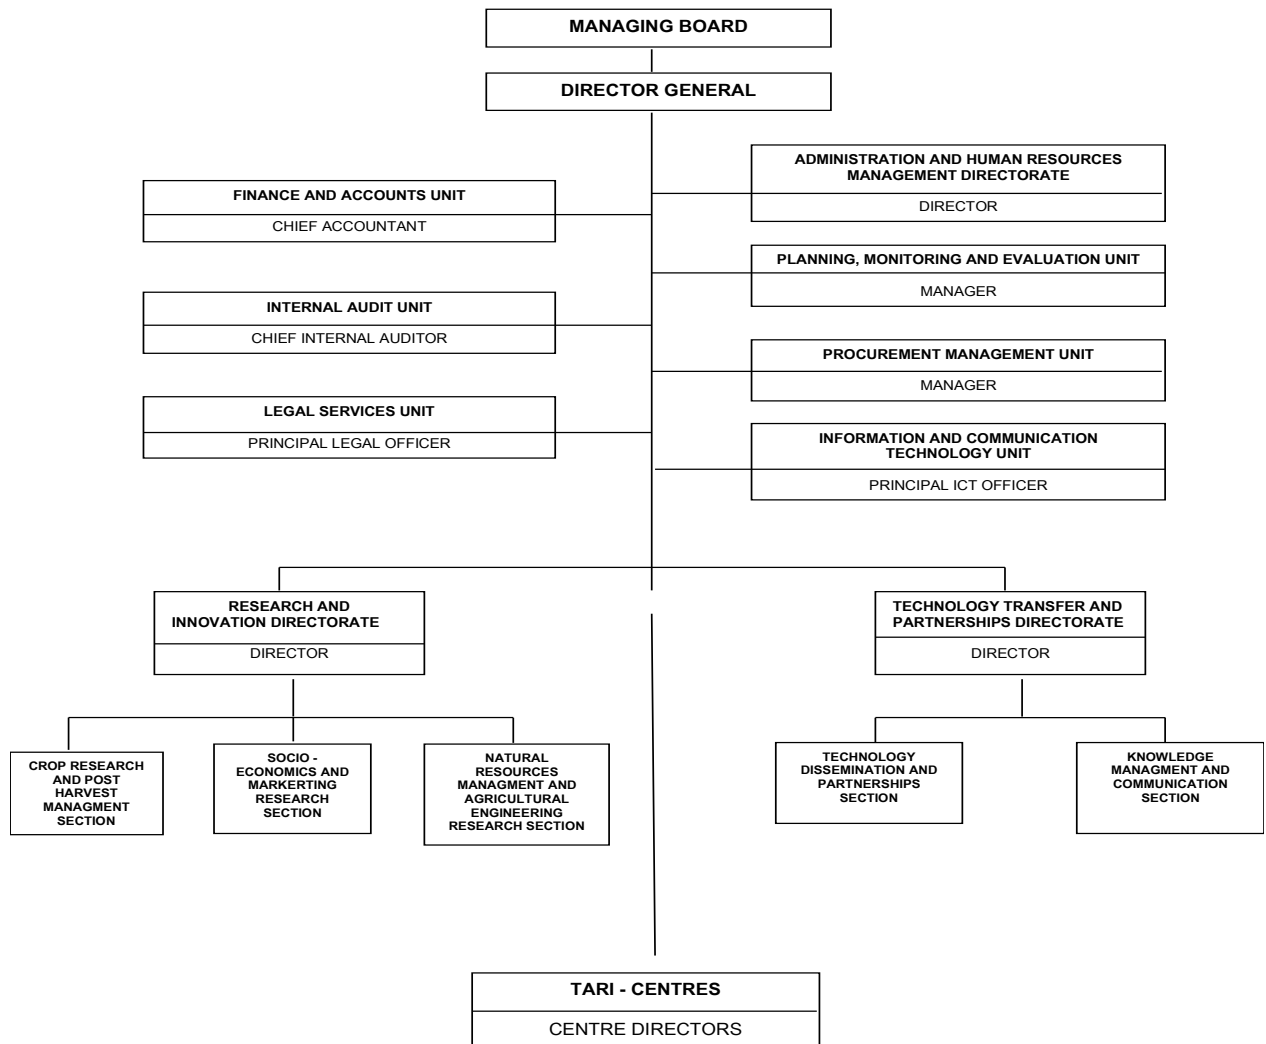 MANAGING BOARD
DIRECTOR GENERAL
ADMINISTRATION AND HUMAN RESOURCES
MANAGEMENT DIRECTORATE
DIRECTOR
FINANCE AND ACCOUNTS UNIT
CHIEF ACCOUNTANT
PLANNING, MONITORING AND EVALUATION UNIT
MANAGER
INTERNAL AUDIT UNIT
CHIEF INTERNAL AUDITOR
PROCUREMENT MANAGEMENT UNIT
MANAGER
LEGAL SERVICES UNIT
PRINCIPAL LEGAL OFFICER
INFORMATION AND COMMUNICATION
TECHNOLOGY UNIT
PRINCIPAL ICT OFFICER
RESEARCH AND
INNOVATION DIRECTORATE
DIRECTOR
TECHNOLOGY TRANSFER AND
PARTNERSHIPS DIRECTORATE
DIRECTOR
CROP RESEARCH
AND POST
HARVEST
MANAGMENT
SECTION
SOCIO -
ECONOMICS AND
MARKERTING
RESEARCH
SECTION
NATURAL
RESOURCES
MANAGMENT AND
AGRICULTURAL
ENGINEERING
RESEARCH SECTION
TECHNOLOGY
DISSEMINATION AND
PARTNERSHIPS
SECTION
KNOWLEDGE
MANAGMENT AND
COMMUNICATION
SECTION
TARI - CENTRES
CENTRE DIRECTORS